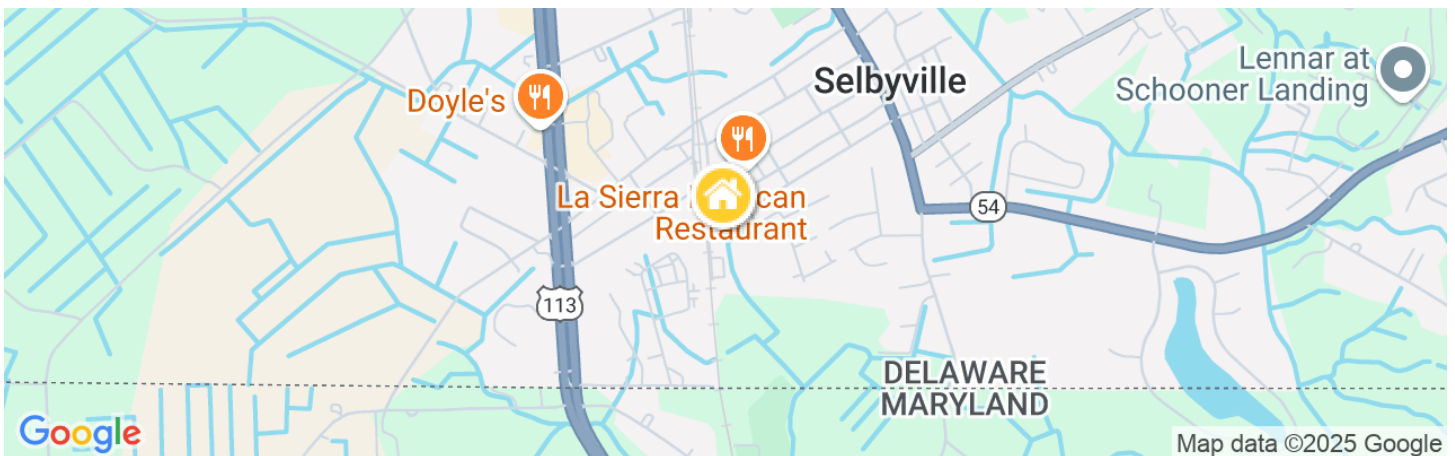 Selbyville
Lennar at
Schooner Landing
Doyle's
La Sierra can
Restaurant
54
113
DELAWARE
MARYLAND
Google
Map data ©2025 Google